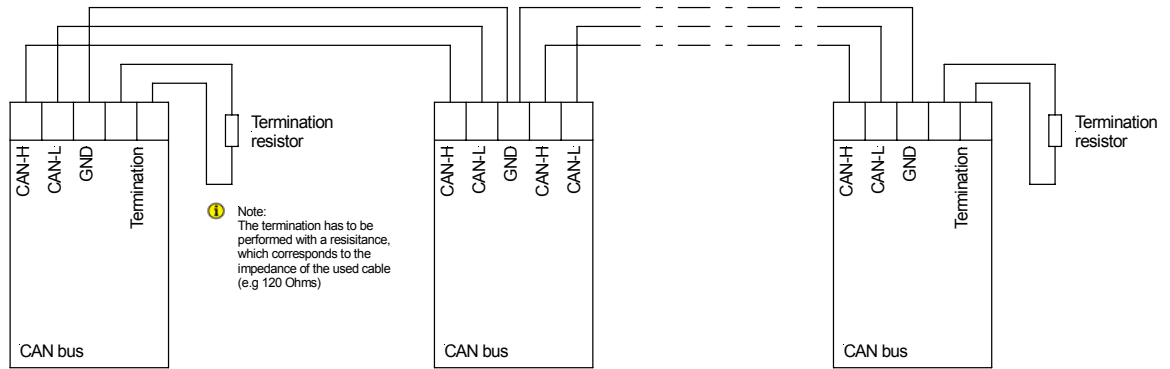 Termination
resistor
Termination
resistor
CAN-H
CAN-L
GND
Termination
CAN-H
CAN-L
GND
CAN-H
CAN-L
CAN-H
CAN-L
GND
Termination
Note:
The termination has to be
performed with a resisitance,
which corresponds to the
impedance of the used cable
(e.g 120 Ohms)
CAN bus
CAN bus
CAN bus